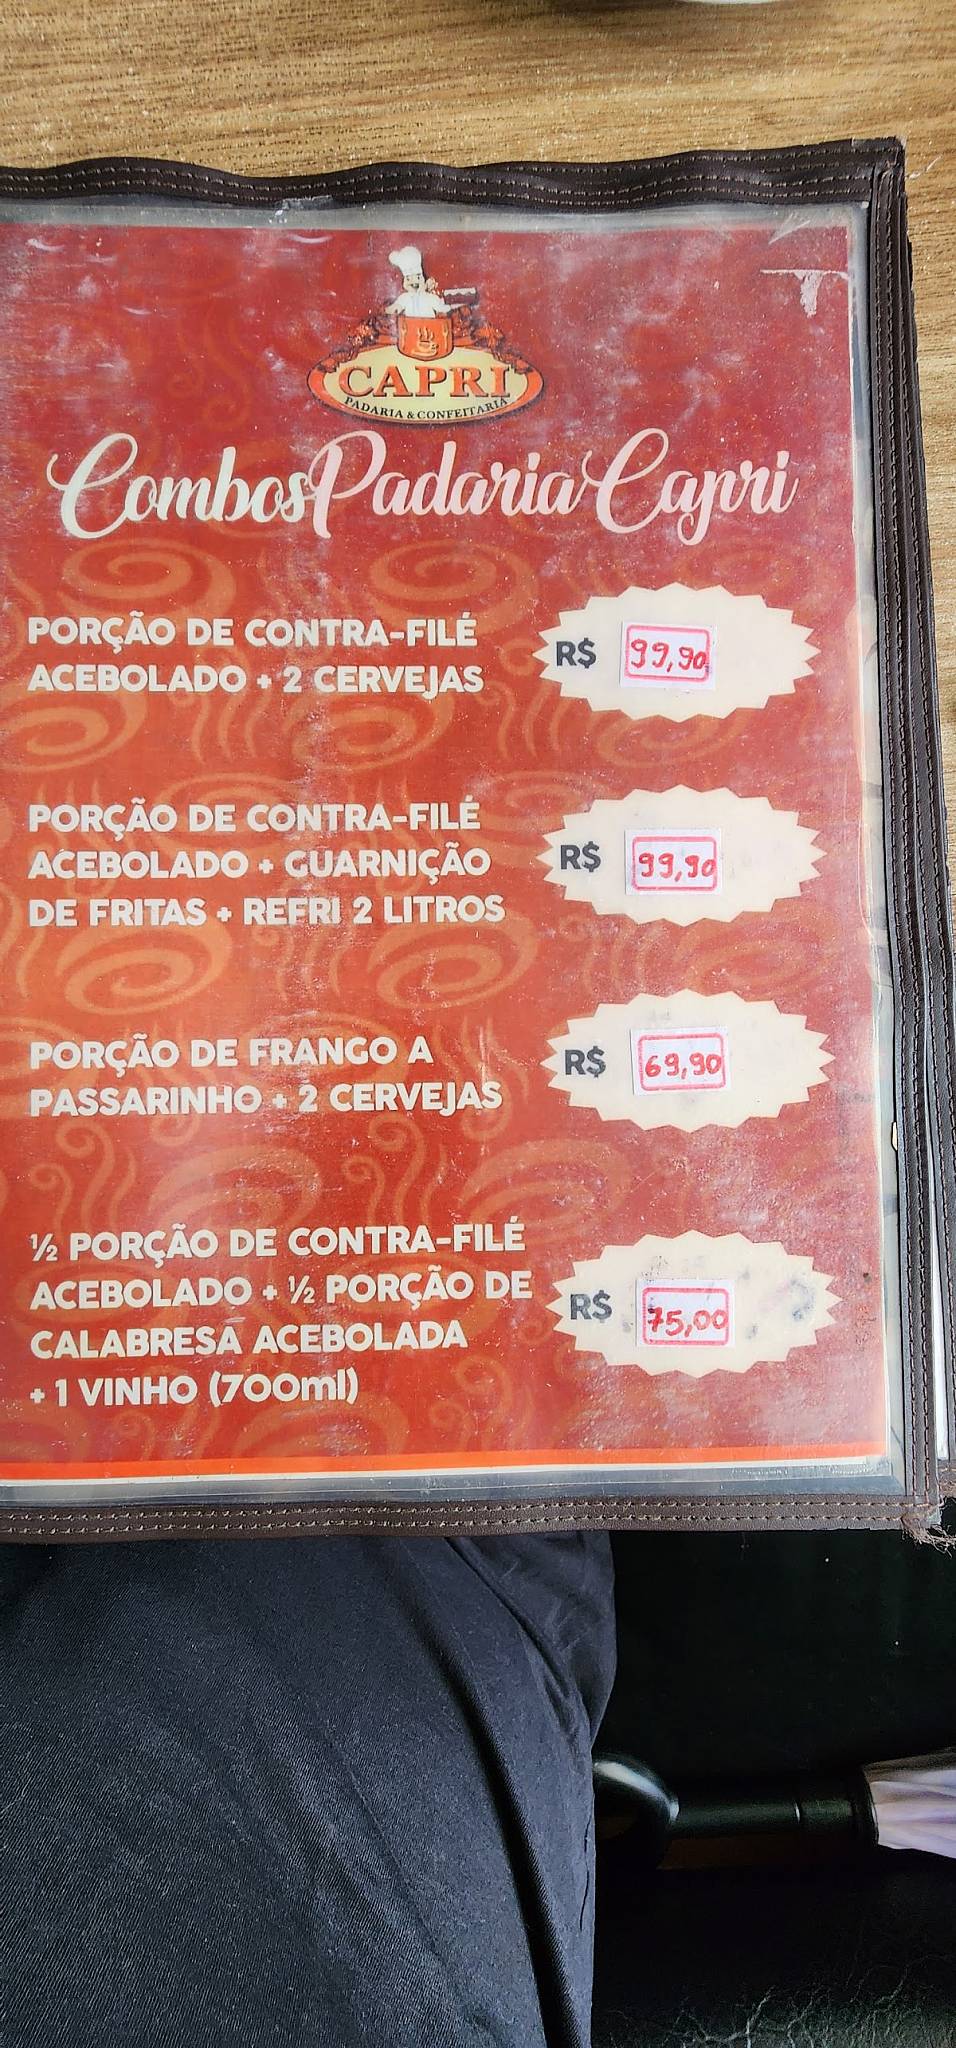 CAPRI
PADARIA & CONFEITARIA
Combos Padaria Capri
PORÇÃO DE CONTRA-FILÉ
ACEBOLADO + 2 CERVEJAS
R$ 99,90
PORÇÃO DE CONTRA-FILÉ
ACEBOLADO + GUARNIÇÃO
DE FRITAS + REFRI 2 LITROS
R$ 99,90
PORÇÃO DE FRANGO A
PASSARINHO + 2 CERVEJAS
R$ 69,90
½ PORÇÃO DE CONTRA-FILÉ
ACEBOLADO + ½ PORÇÃO DE
CALABRESA ACEBOLADA
+ 1 VINHO (700ml)
R$ 75,00